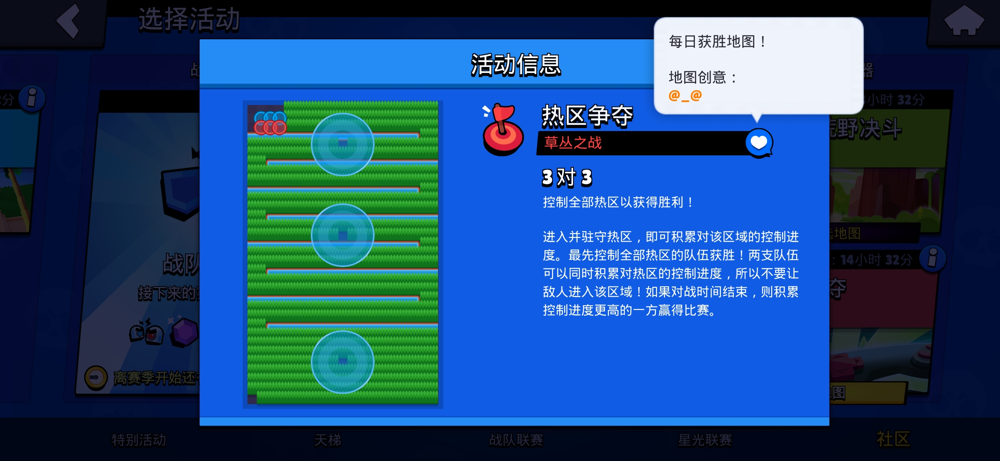 选择活动
每日获胜地图！
地图创意：
@_@
活动信息
热区争夺
草丛之战
3 对 3
控制全部热区以获得胜利！
进入并驻守热区，即可积累对该区域的控制进
度。最先控制全部热区的队伍获胜！两支队伍
可以同时积累对热区的控制进度，所以不要让
敌人进入该区域！如果对战时间结束，则积累
控制进度更高的一方赢得比赛。
分
战队
接下来的
离赛季开始还
器
小时 32分
荒野决斗
地图
: 14小时 32分
夺
图
特别活动
天梯
战队联赛
星光联赛
社区